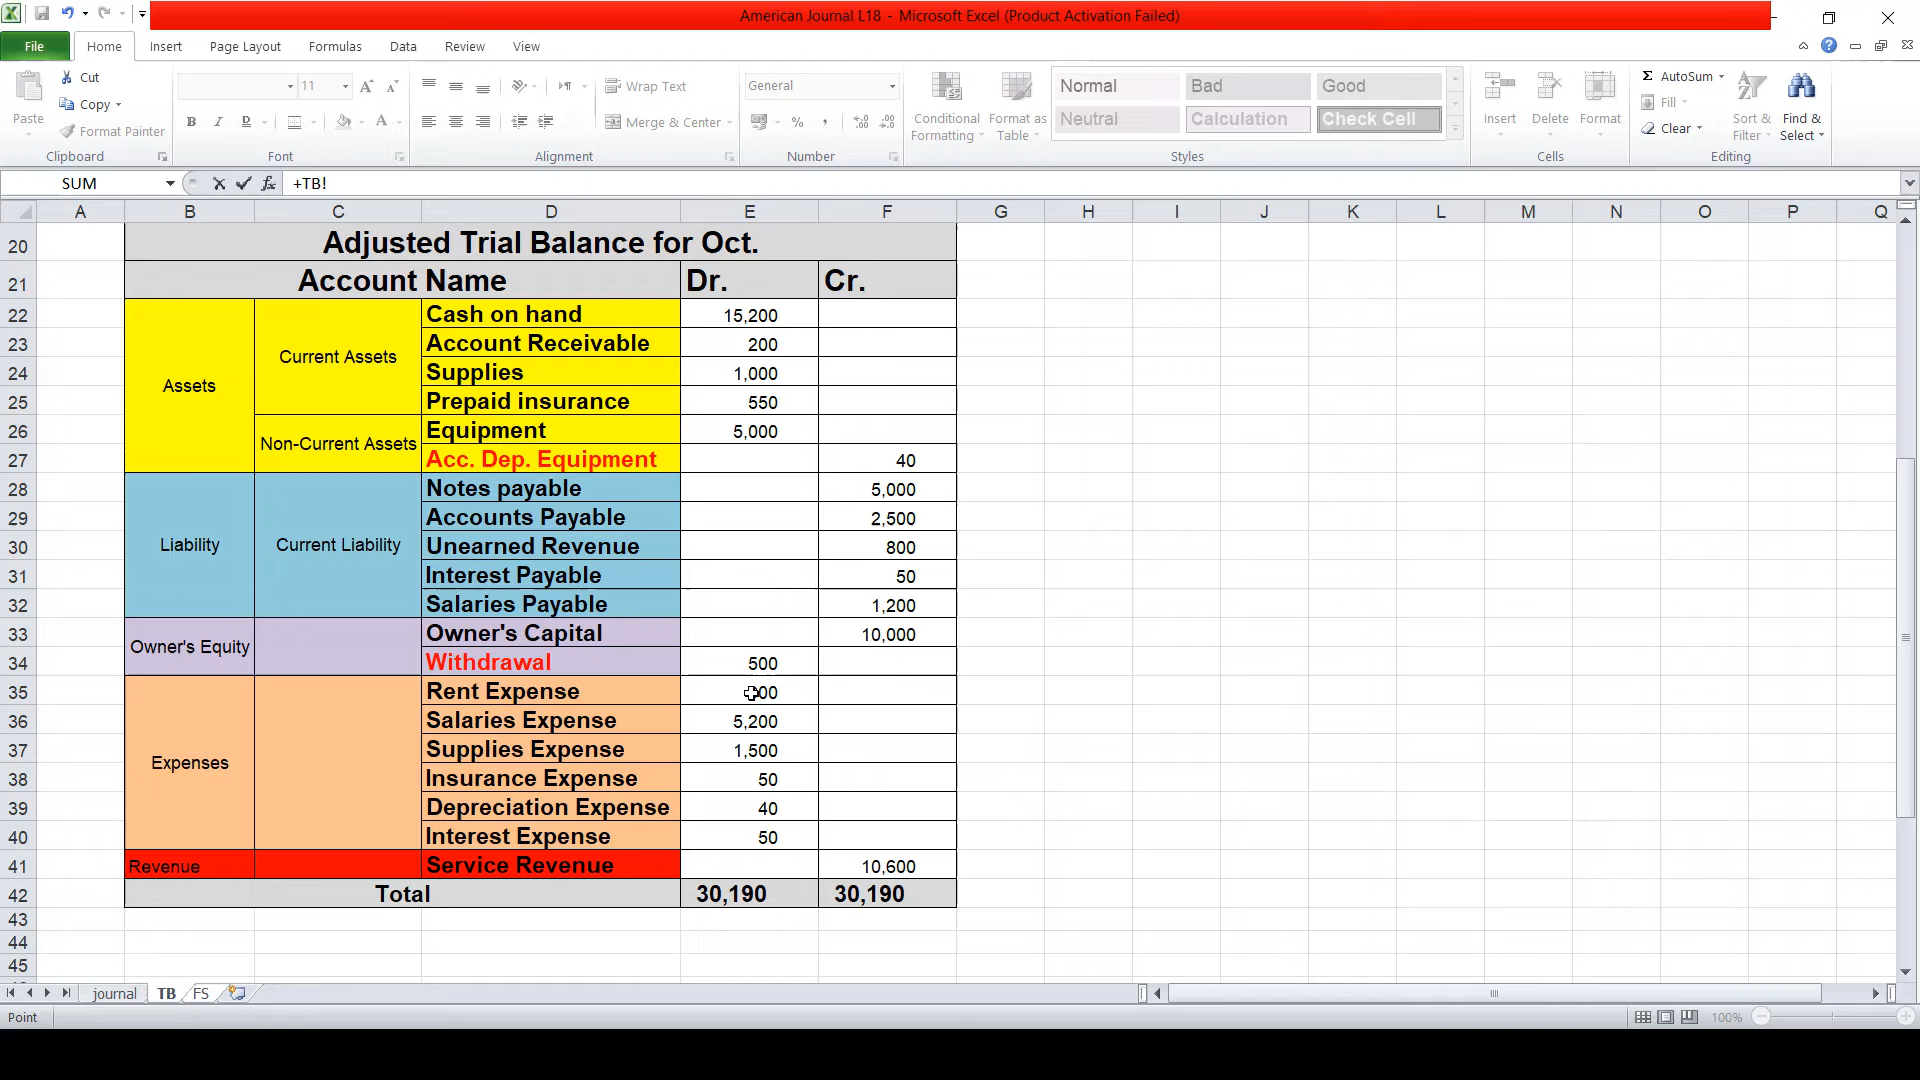 American Journal L18 - Microsoft Excel (Product Activation Failed)
File Home Insert Page Layout Formulas Data Review View
Cut
Copy
Format Painter
Paste
Clipboard
11
Font
Wrap Text
Merge & Center
Alignment
General
Number
Conditional Formatting
Format as Table
Normal Bad Good
Neutral Calculation Check Cell
Styles
Insert Delete Format
Cells
AutoSum
Fill
Clear
Sort & Filter
Find & Select
Editing
SUM +TB!
A B C D E F G H I J K L M N O P Q
20 Adjusted Trial Balance for Oct.
21 Account Name Dr. Cr.
22 Cash on hand 15,200
23 Account Receivable 200
Current Assets
24 Supplies 1,000
Assets
25 Prepaid insurance 550
26 Equipment 5,000
Non-Current Assets
27 Acc. Dep. Equipment 40
28 Notes payable 5,000
29 Accounts Payable 2,500
30 Liability Current Liability Unearned Revenue 800
31 Interest Payable 50
32 Salaries Payable 1,200
33 Owner's Capital 10,000
Owner's Equity
34 Withdrawal 500
35 Rent Expense
36 Salaries Expense 5,200
37 Supplies Expense 1,500
Expenses
38 Insurance Expense 50
39 Depreciation Expense 40
40 Interest Expense 50
41 Revenue Service Revenue 10,600
42 Total 30,190 30,190
43
44
45
journal TB FS
Point 100%